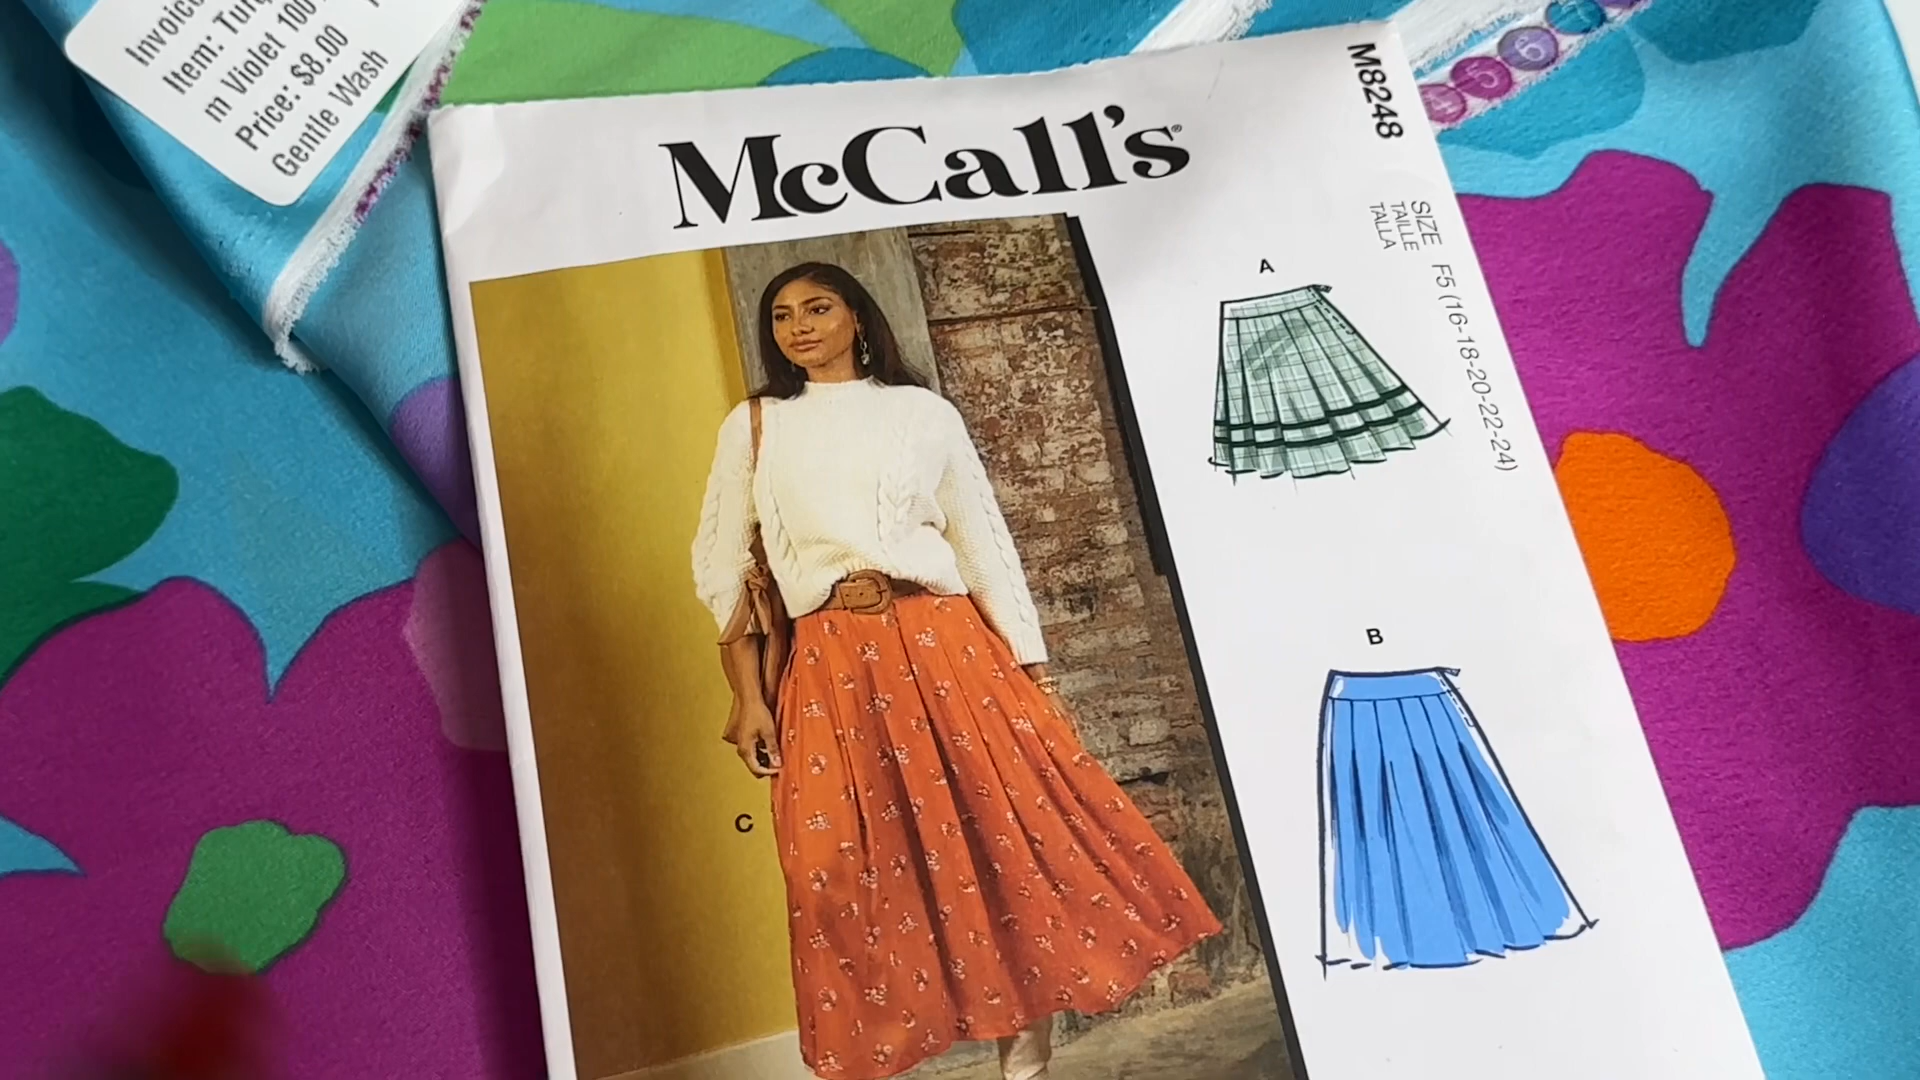 Invoice
Item:
m Violet 100
Price: $8.00
Gentle Wash
McCall's®
M8248
SIZE
TAILLE
TALLA
F5 (16-18-20-22-24)
A
B
C